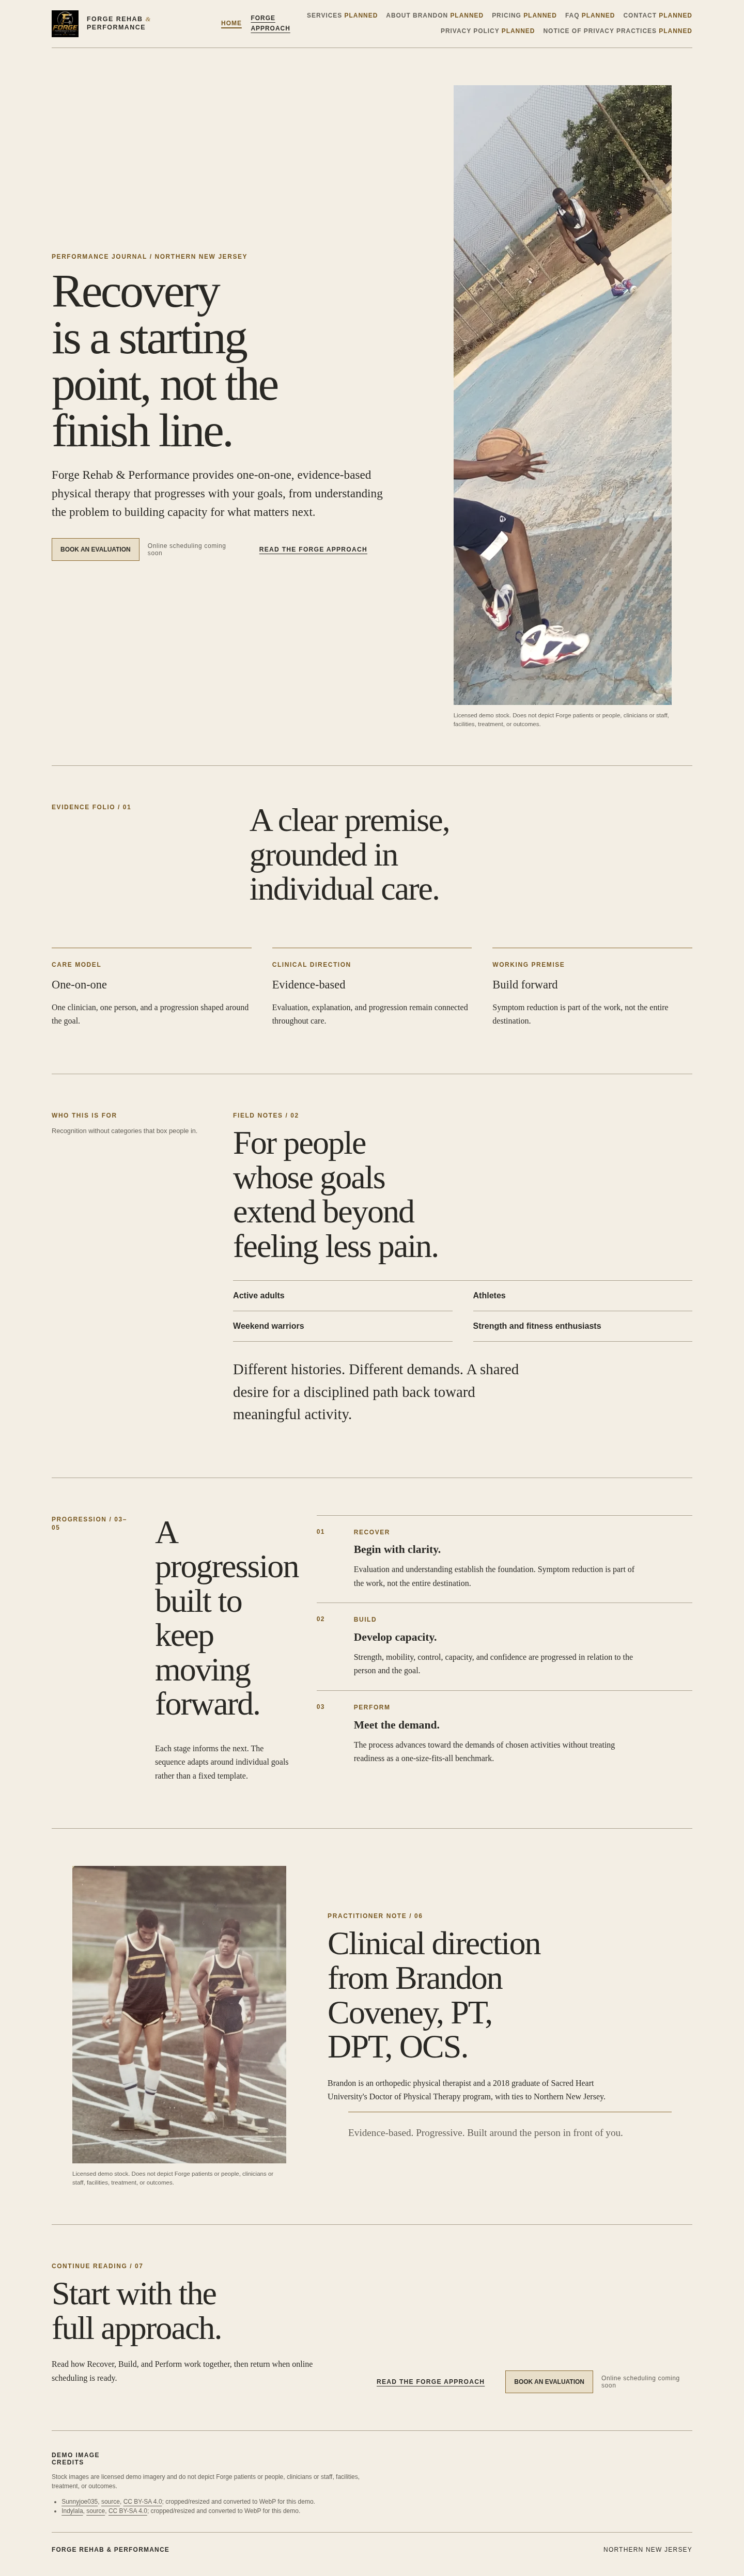 FORGE
FORGE REHAB &
PERFORMANCE
HOME
FORGE
APPROACH
SERVICES PLANNED ABOUT BRANDON PLANNED PRICING PLANNED FAQ PLANNED CONTACT PLANNED
PRIVACY POLICY PLANNED NOTICE OF PRIVACY PRACTICES PLANNED
PERFORMANCE JOURNAL / NORTHERN NEW JERSEY
Recovery
is a starting
point, not the
finish line.
Forge Rehab & Performance provides one-on-one, evidence-based
physical therapy that progresses with your goals, from understanding
the problem to building capacity for what matters next.
BOOK AN EVALUATION
Online scheduling coming
soon
READ THE FORGE APPROACH
Licensed demo stock. Does not depict Forge patients or people, clinicians or staff,
facilities, treatment, or outcomes.
EVIDENCE FOLIO / 01
A clear premise,
grounded in
individual care.
CARE MODEL
One-on-one
One clinician, one person, and a progression shaped around
the goal.
CLINICAL DIRECTION
Evidence-based
Evaluation, explanation, and progression remain connected
throughout care.
WORKING PREMISE
Build forward
Symptom reduction is part of the work, not the entire
destination.
WHO THIS IS FOR
Recognition without categories that box people in.
FIELD NOTES / 02
For people
whose goals
extend beyond
feeling less pain.
Active adults
Athletes
Weekend warriors
Strength and fitness enthusiasts
Different histories. Different demands. A shared
desire for a disciplined path back toward
meaningful activity.
PROGRESSION / 03–
05
A
progression
built to
keep
moving
forward.
Each stage informs the next. The
sequence adapts around individual goals
rather than a fixed template.
01
RECOVER
Begin with clarity.
Evaluation and understanding establish the foundation. Symptom reduction is part of
the work, not the entire destination.
02
BUILD
Develop capacity.
Strength, mobility, control, capacity, and confidence are progressed in relation to the
person and the goal.
03
PERFORM
Meet the demand.
The process advances toward the demands of chosen activities without treating
readiness as a one-size-fits-all benchmark.
Licensed demo stock. Does not depict Forge patients or people, clinicians or
staff, facilities, treatment, or outcomes.
PRACTITIONER NOTE / 06
Clinical direction
from Brandon
Coveney, PT,
DPT, OCS.
Brandon is an orthopedic physical therapist and a 2018 graduate of Sacred Heart
University's Doctor of Physical Therapy program, with ties to Northern New Jersey.
Evidence-based. Progressive. Built around the person in front of you.
CONTINUE READING / 07
Start with the
full approach.
Read how Recover, Build, and Perform work together, then return when online
scheduling is ready.
READ THE FORGE APPROACH
BOOK AN EVALUATION
Online scheduling coming
soon
DEMO IMAGE
CREDITS
Stock images are licensed demo imagery and do not depict Forge patients or people, clinicians or staff, facilities,
treatment, or outcomes.
• Sunnyjoe035, source, CC BY-SA 4.0; cropped/resized and converted to WebP for this demo.
• Indylala, source, CC BY-SA 4.0; cropped/resized and converted to WebP for this demo.
FORGE REHAB & PERFORMANCE
NORTHERN NEW JERSEY